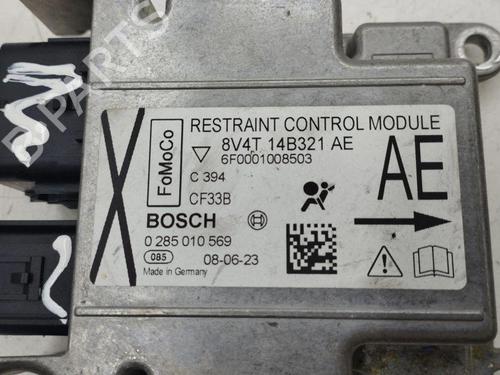 B-PARTS
FoMoCo
RESTRAINT CONTROL MODULE
8V4T 14B321 AE
6F0001008503
C 394
CF33B
AE
BOSCH
0 285 010 569
085
08-06-23
Made in Germany